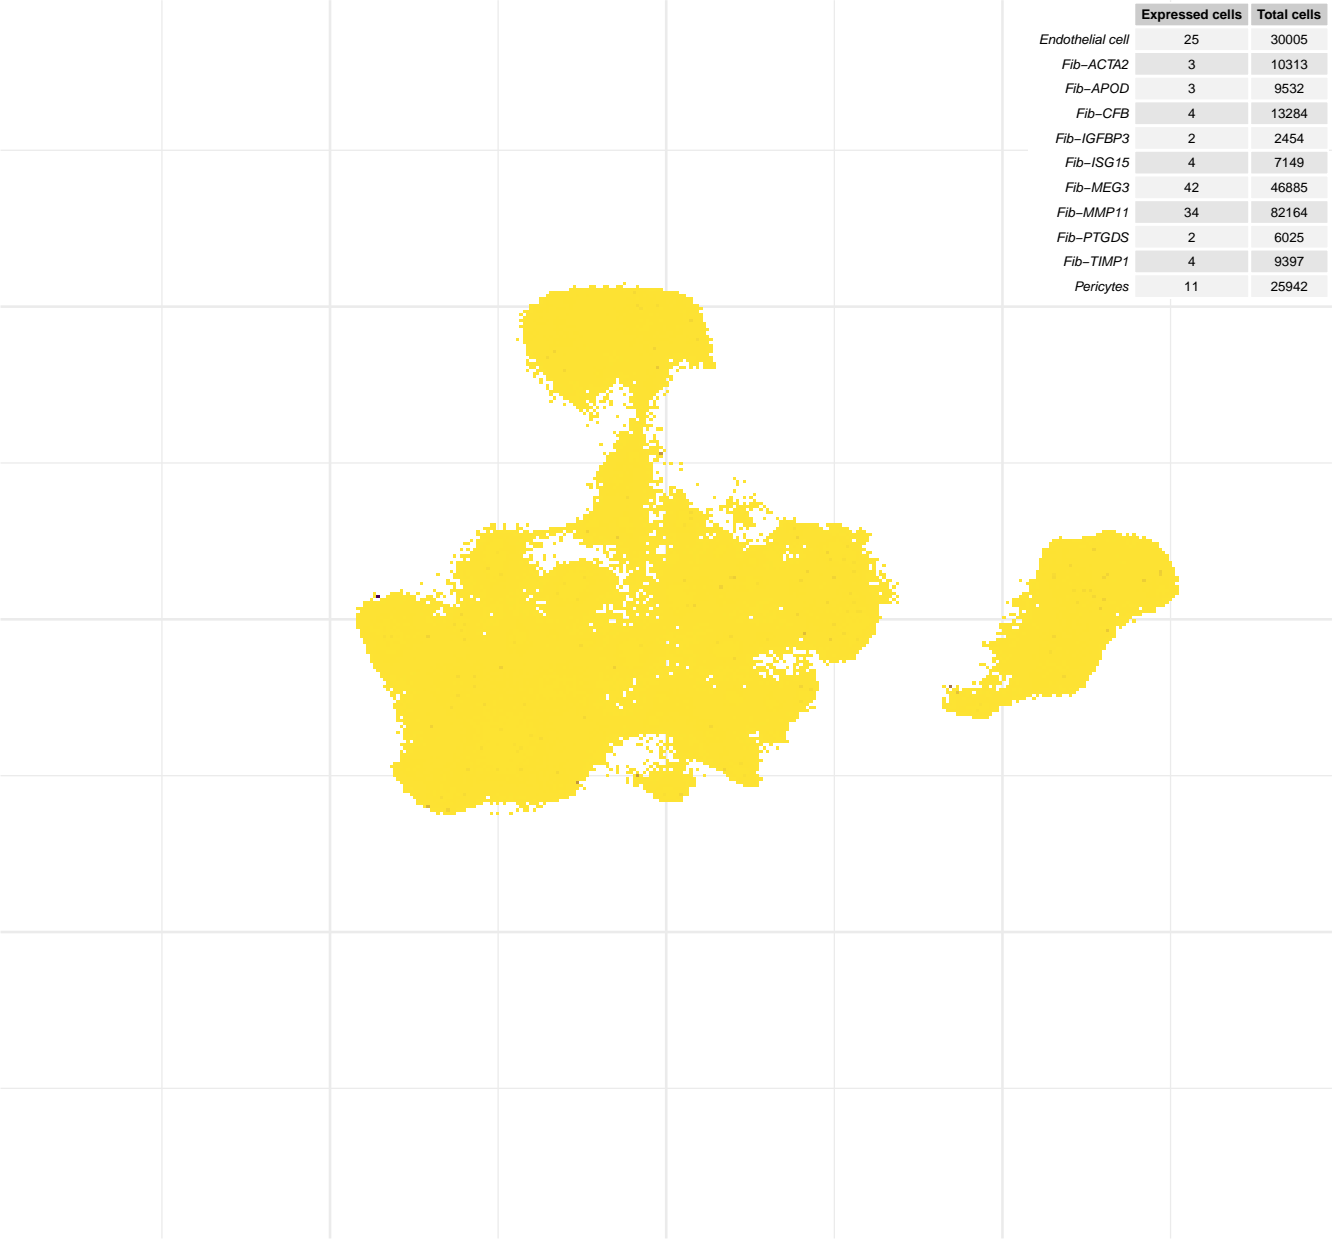 Expressed cells Total cells
Endothelial cell 25 30005
Fib−ACTA2 3 10313
Fib−APOD 3 9532
Fib−CFB 4 13284
Fib−IGFBP3 2 2454
Fib−ISG15 4 7149
Fib−MEG3 42 46885
Fib−MMP11 34 82164
Fib−PTGDS 2 6025
Fib−TIMP1 4 9397
Pericytes 11 25942